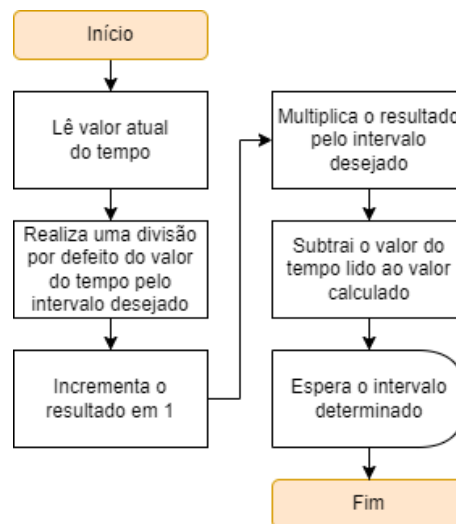 Início
Lê valor atual
do tempo
Realiza uma divisão
por defeito do valor
do tempo pelo
intervalo desejado
Incrementa o
resultado em 1
Multiplica o resultado
pelo intervalo
desejado
Subtrai o valor do
tempo lido ao valor
calculado
Espera o intervalo
determinado
Fim